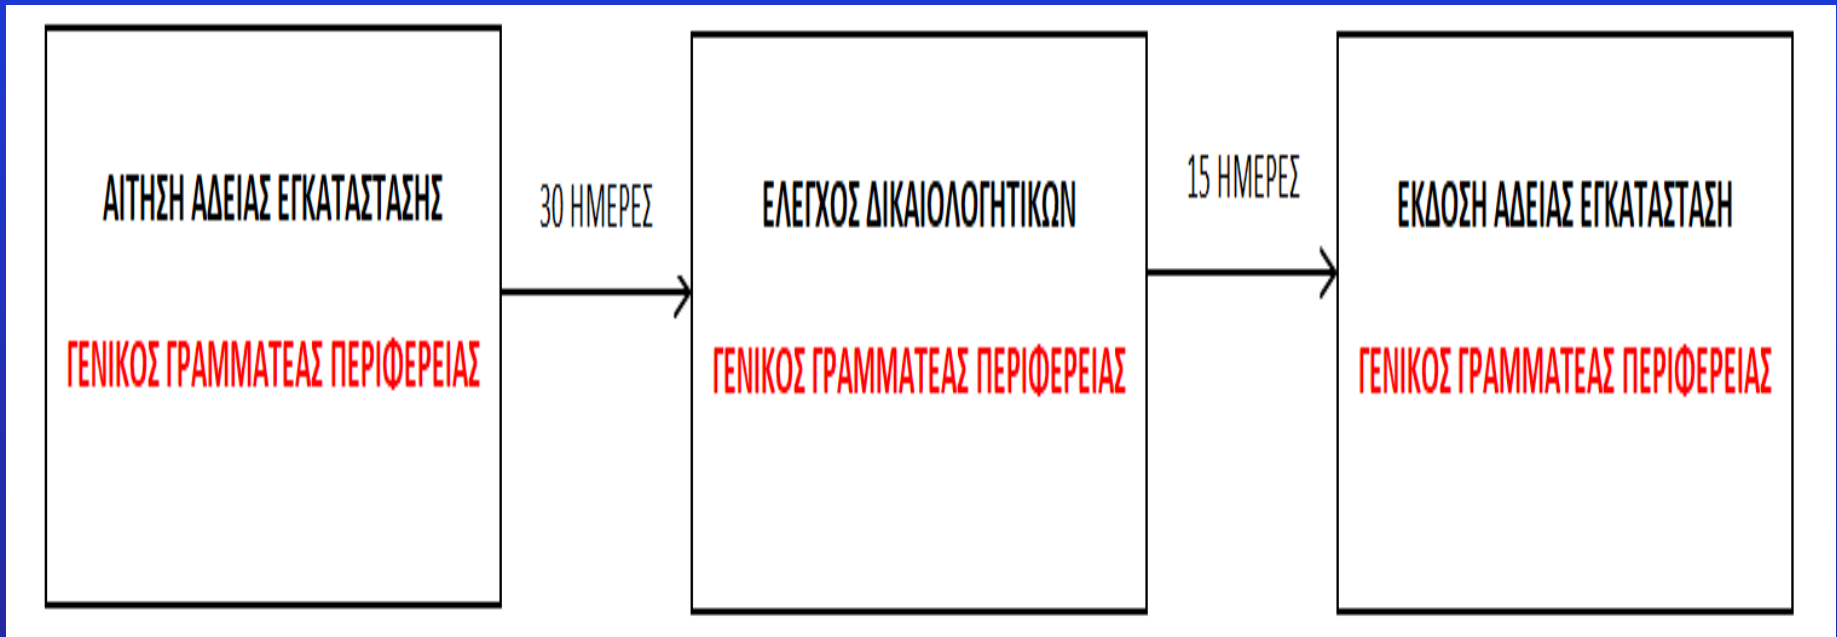 ΑΙΤΗΣΗ ΑΔΕΙΑΣ ΕΓΚΑΤΑΣΤΑΣΗΣ
ΓΕΝΙΚΟΣ ΓΡΑΜΜΑΤΕΑΣ ΠΕΡΙΦΕΡΕΙΑΣ
30 ΗΜΕΡΕΣ
ΕΛΕΓΧΟΣ ΔΙΚΑΙΟΛΟΓΗΤΙΚΩΝ
ΓΕΝΙΚΟΣ ΓΡΑΜΜΑΤΕΑΣ ΠΕΡΙΦΕΡΕΙΑΣ
15 ΗΜΕΡΕΣ
ΕΚΔΟΣΗ ΑΔΕΙΑΣ ΕΓΚΑΤΑΣΤΑΣΗ
ΓΕΝΙΚΟΣ ΓΡΑΜΜΑΤΕΑΣ ΠΕΡΙΦΕΡΕΙΑΣ